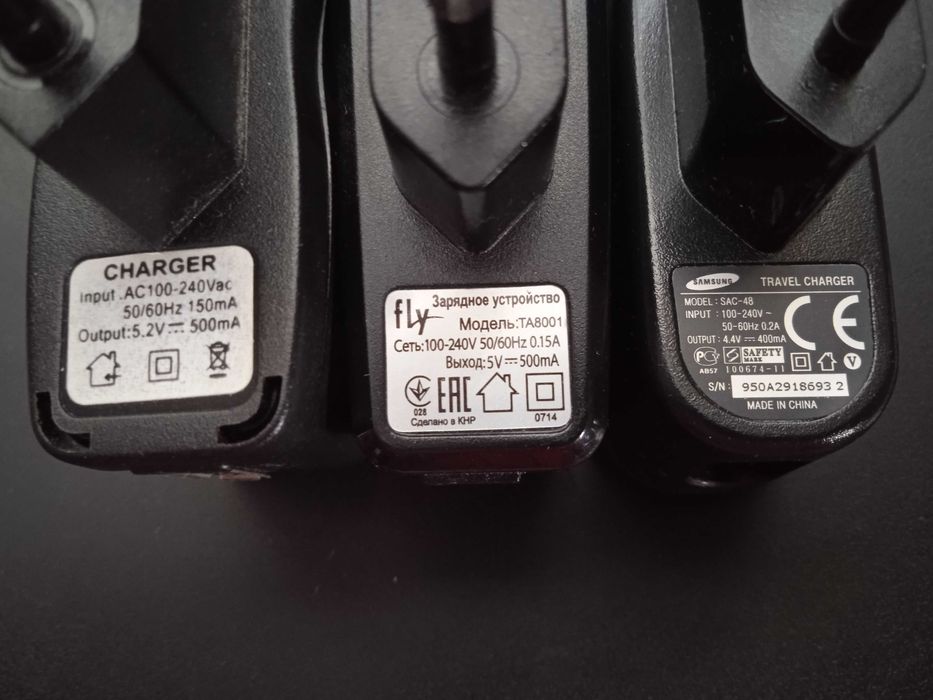 CHARGER
Input .AC100-240Vac
50/60Hz 150mA
Output:5.2V⎓ 500mA
fly Зарядное устройство
Модель:TA8001
Сеть:100-240V 50/60Hz 0.15A
Выход:5V⎓500mA
028
EAC
Сделано в КНР
0714
SAMSUNG TRAVEL CHARGER
MODEL : SAC-48
INPUT : 100-240V~
50-60Hz 0.2A
OUTPUT : 4.4V⎓400mA
CE
PC SAFETY
MARK
АВ57 100674-11
V
S/N : 950A2918693 2
MADE IN CHINA